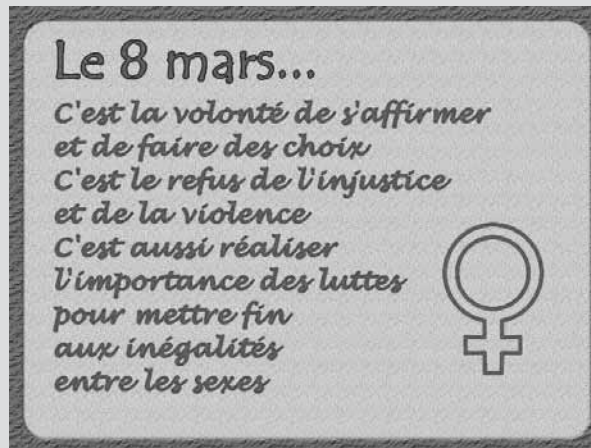 Le 8 mars...
C'est la volonté de s'affirmer
et de faire des choix
C'est le refus de l'injustice
et de la violence
C'est aussi réaliser
l'importance des luttes
pour mettre fin
aux inégalités
entre les sexes